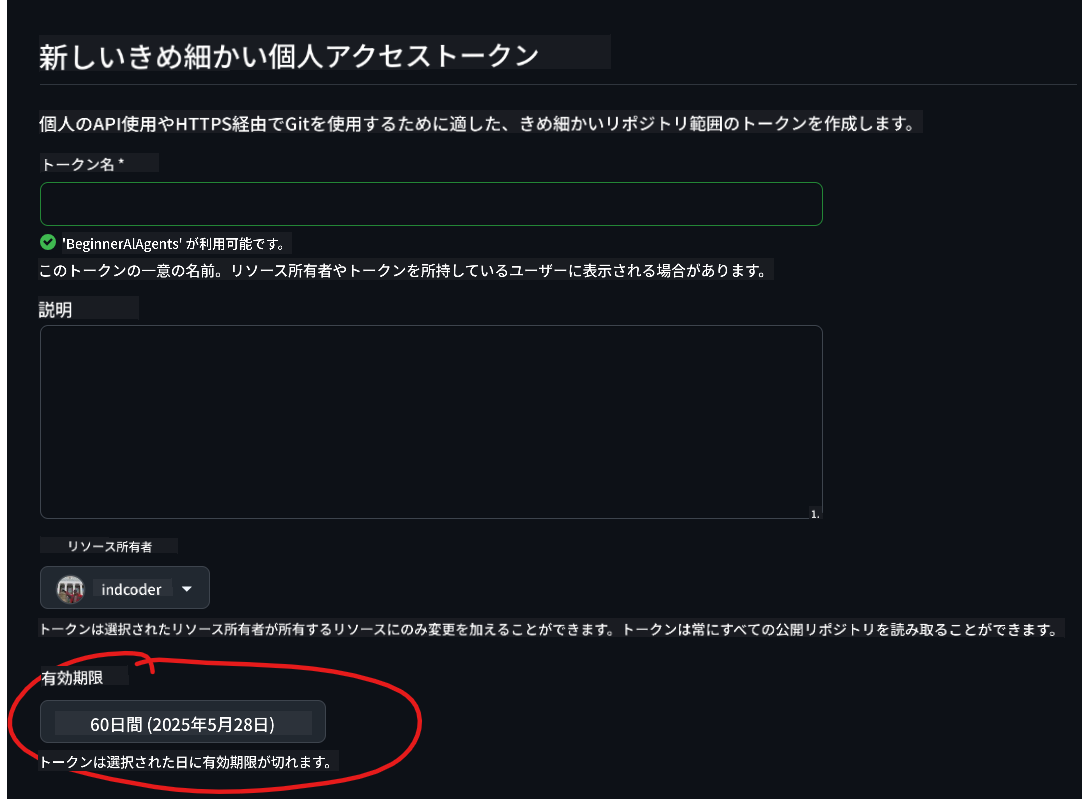 新しいきめ細かい個人アクセストークン
個人のAPI使用やHTTPS経由でGitを使用するために適した、きめ細かいリポジトリ範囲のトークンを作成します。
トークン名 *
'BeginnerAIAgents' が利用可能です。
このトークンの一意の名前。リソース所有者やトークンを所持しているユーザーに表示される場合があります。
説明
1.
リソース所有者
indcoder
トークンは選択されたリソース所有者が所有するリソースにのみ変更を加えることができます。トークンは常にすべての公開リポジトリを読み取ることができます。
有効期限
60日間 (2025年5月28日)
トークンは選択された日に有効期限が切れます。